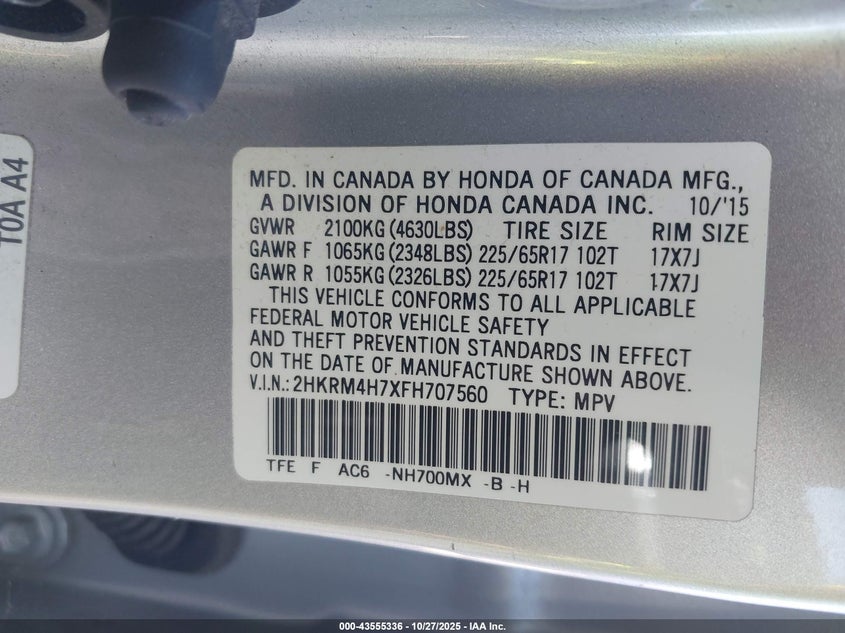 T0A A4
MFD. IN CANADA BY HONDA OF CANADA MFG.,
A DIVISION OF HONDA CANADA INC. 10/'15
GVWR 2100KG (4630LBS) TIRE SIZE RIM SIZE
GAWR F 1065KG (2348LBS) 225/65R17 102T 17X7J
GAWR R 1055KG (2326LBS) 225/65R17 102T 17X7J
THIS VEHICLE CONFORMS TO ALL APPLICABLE
FEDERAL MOTOR VEHICLE SAFETY
AND THEFT PREVENTION STANDARDS IN EFFECT
ON THE DATE OF MANUFACTURE SHOWN ABOVE.
V.I.N.:2HKRM4H7XFH707560 TYPE: MPV
TFE F AC6 -NH700MX -B -H
000-43555336 - 10/27/2025 - IAA Inc.